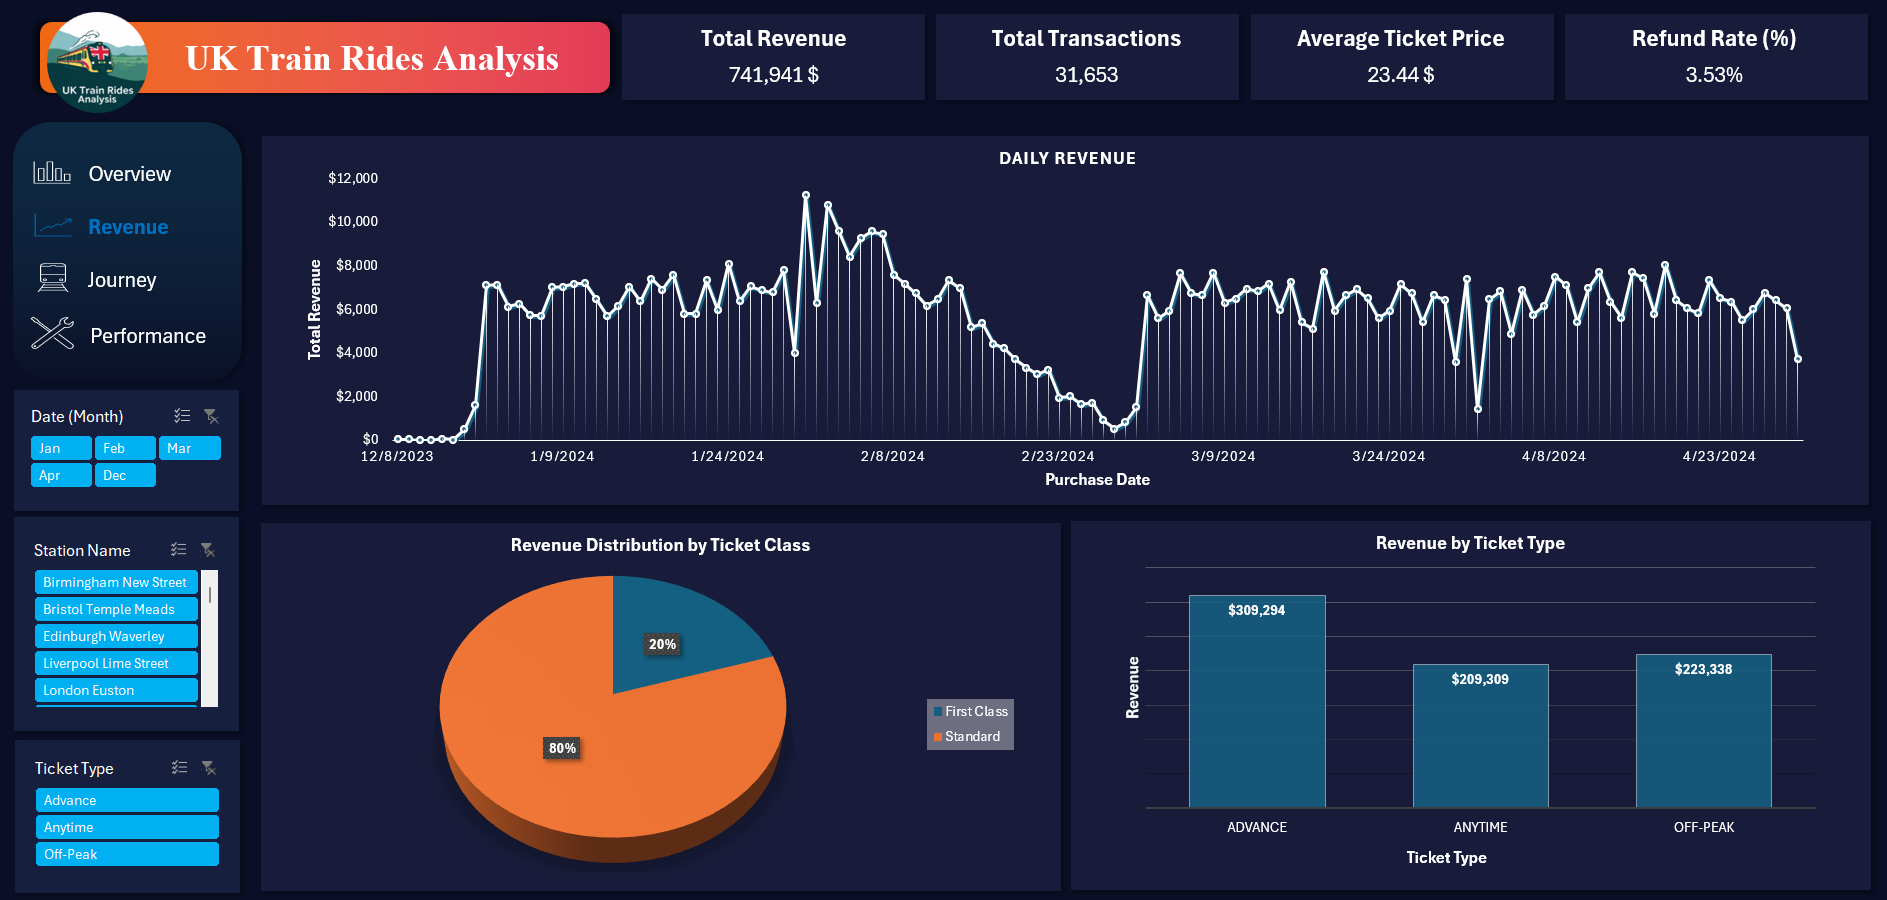 UK Train Rides Analysis
UK Train Rides
Analysis
Total Revenue
741,941 $
Total Transactions
31,653
Average Ticket Price
23.44 $
Refund Rate (%)
3.53%
Overview
Revenue
Journey
Performance
Date (Month)
Jan
Feb
Mar
Apr
Dec
Station Name
Birmingham New Street
Bristol Temple Meads
Edinburgh Waverley
Liverpool Lime Street
London Euston
Ticket Type
Advance
Anytime
Off-Peak
DAILY REVENUE
Total Revenue
$12,000
$10,000
$8,000
$6,000
$4,000
$2,000
$0
12/8/2023
1/9/2024
1/24/2024
2/8/2024
2/23/2024
3/9/2024
3/24/2024
4/8/2024
4/23/2024
Purchase Date
Revenue Distribution by Ticket Class
20%
80%
First Class
Standard
Revenue by Ticket Type
Revenue
$309,294
$209,309
$223,338
ADVANCE
ANYTIME
OFF-PEAK
Ticket Type